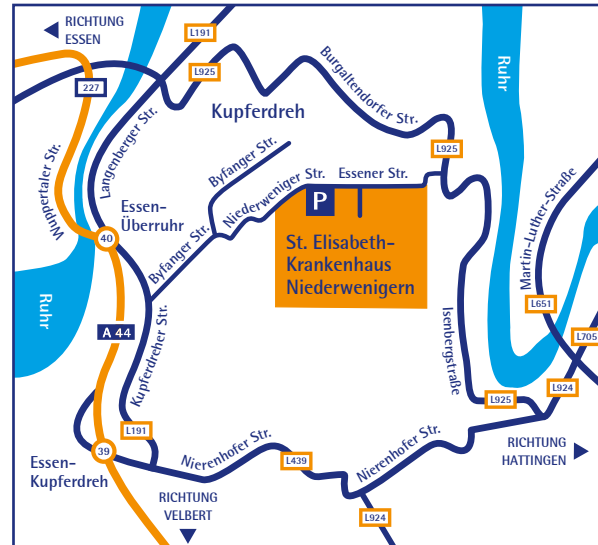 RICHTUNG
ESSEN
L191
Ruhr
Burgaltendorfer Str.
L925
227
Kupferdreh
Langenberger Str.
Wuppertaler Str.
Byfanger Str.
L925
Niederweniger Str.
Essener Str.
P
Martin-Luther-Straße
Essen-
Überruhr
40
Byfanger Str.
St. Elisabeth-
Krankenhaus
Niederwenigern
Ruhr
L651
Isenbergstraße
A 44
Kupferdreher Str.
L705
L924
L925
L191
39
Essen-
Kupferdreh
Nierenhofer Str.
L439
Nierenhofer Str.
RICHTUNG
HATTINGEN
RICHTUNG
VELBERT
L924